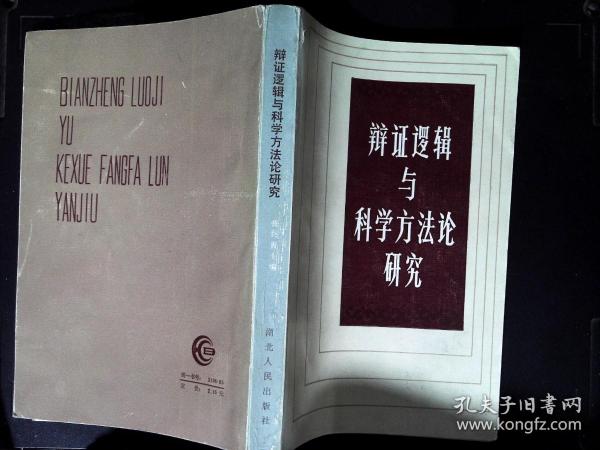 BIANZHENG LUOJI
YU
KEXUE FANGFA LUN
YANJIU
辩证逻辑与科学方法论研究
湖北人民出版社
辩证逻辑
与
科学方法论
研究
孔夫子旧书网
www.kongfz.com